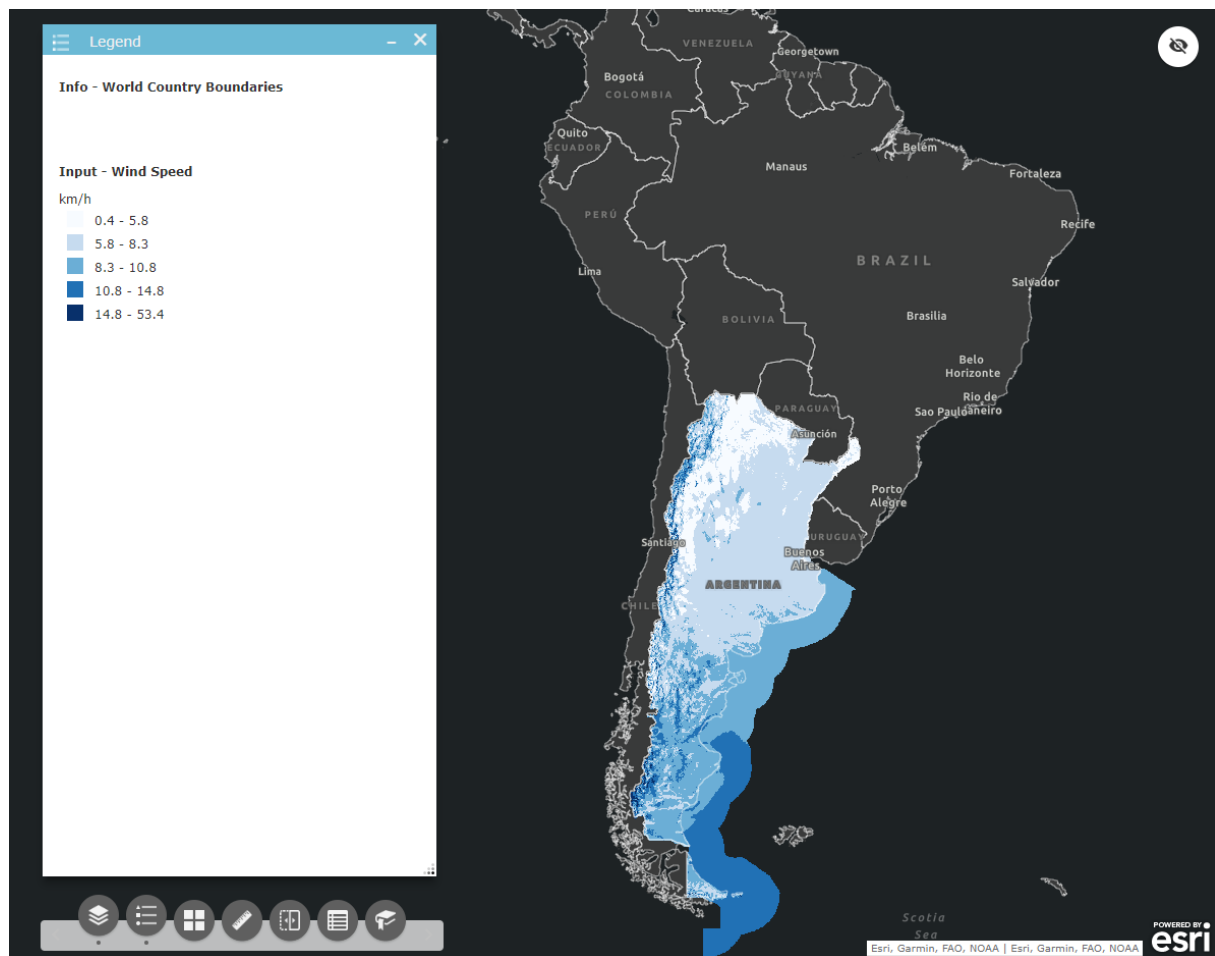 Legend
Info - World Country Boundaries
Input - Wind Speed
km/h
0.4 - 5.8
5.8 - 8.3
8.3 - 10.8
10.8 - 14.8
14.8 - 53.4
Caracas
VENEZUELA
Georgetown
GUYANA
Bogotá
COLOMBIA
Quito
ECUADOR
Belém
Manaus
Fortaleza
PERÚ
Recife
BRAZIL
Lima
Salvador
BOLIVIA
Brasilia
Belo
Horizonte
Rio de
Janeiro
Sao Paulo
PARAGUAY
Asunción
Porto
Alegre
Santiago
URUGUAY
Buenos
Aires
ARGENTINA
CHILE
Scotia
Sea
POWERED BY
esri
Esri, Garmin, FAO, NOAA | Esri, Garmin, FAO, NOAA